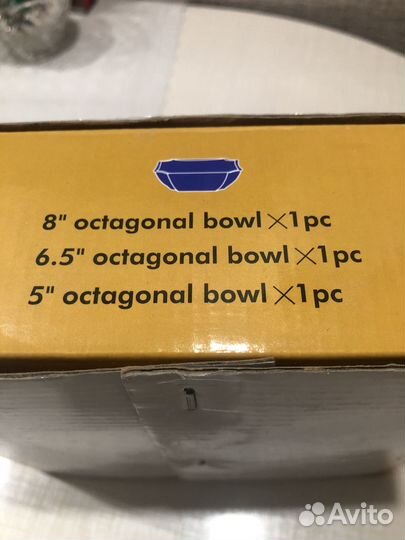 8" octagonal bowl×1pc
6.5" octagonal bowl×1pc
5" octagonal bowl×1pc
Avito